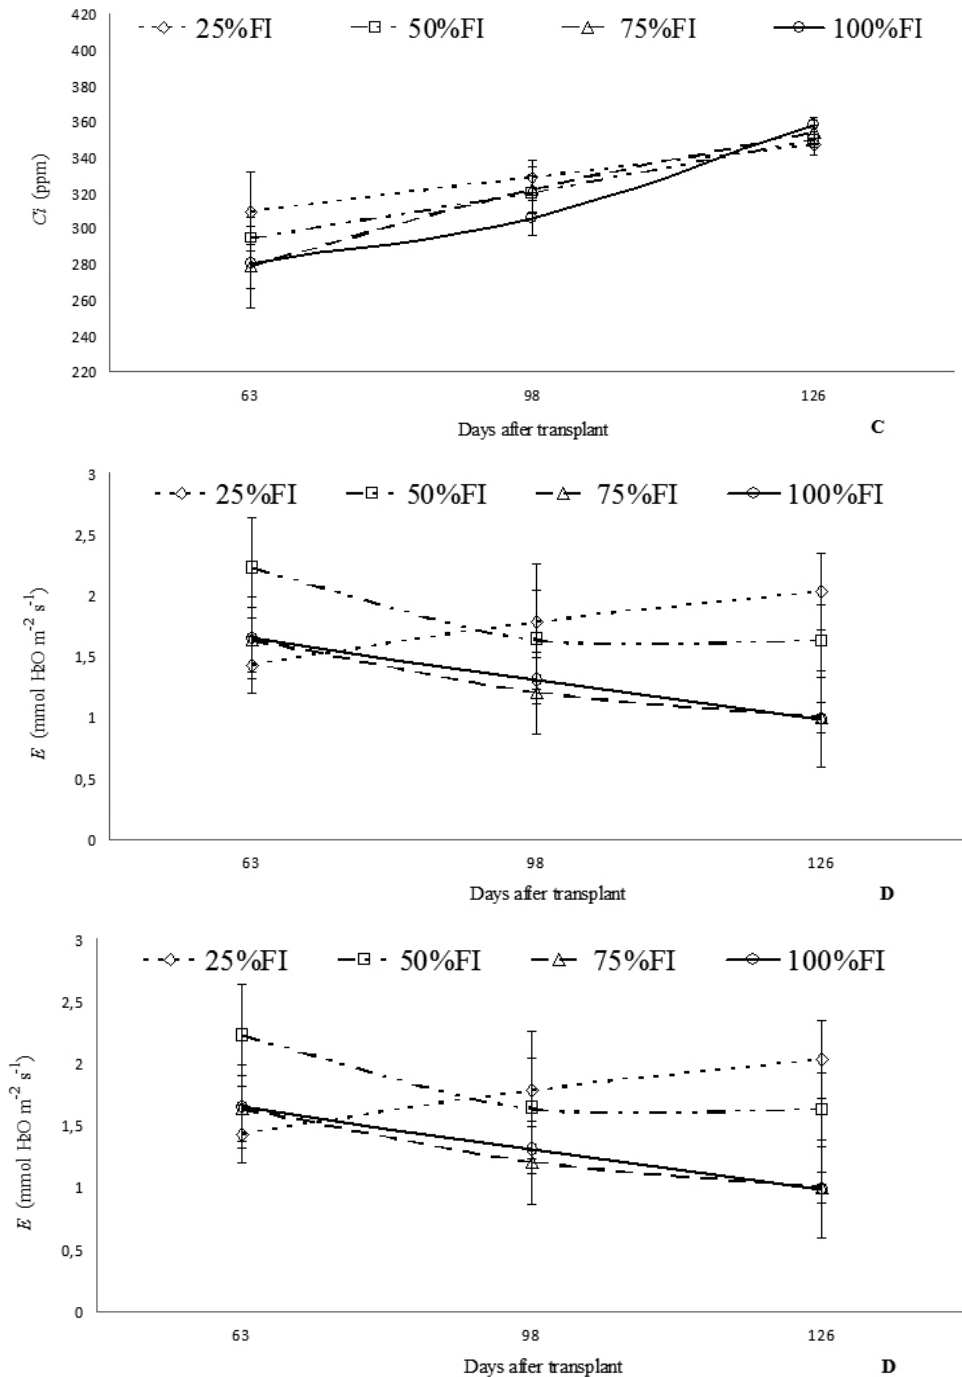 420
25%FI 50%FI 75%FI 100%FI
400
380
360
340
320
300
280
260
240
220
Ci (ppm)
63 98 126
Days after transplant C
3
25%FI 50%FI 75%FI 100%FI
2,5
2
1,5
1
0,5
0
E (mmol H2O m-2 s-1)
63 98 126
Days after transplant D
3
25%FI 50%FI 75%FI 100%FI
2,5
2
1,5
1
0,5
0
E (mmol H2O m-2 s-1)
63 98 126
Days after transplant D